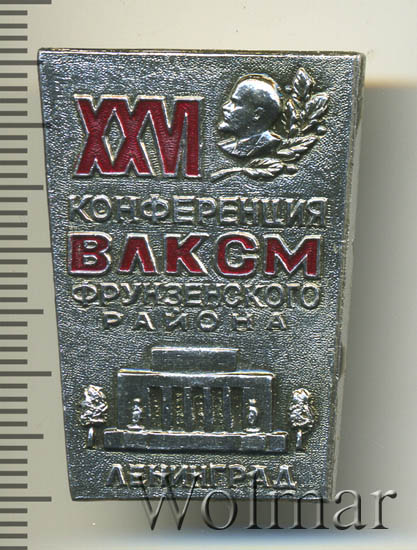 XXVI
КОНФЕРЕНЦИЯ
ВЛКСМ
ФРУНЗЕНСКОГО
РАЙОНА
ЛЕНИНГРАД
Wolmar